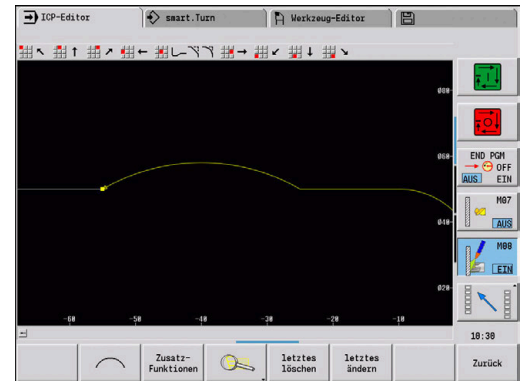 ICP-Editor
smart.Turn
Werkzeug-Editor
080
060
END PGM
OFF
AUS EIN
M07
AUS
040
M08
EIN
020
-60 -50 -40 -30 -20 -10
10:30
Zusatz-
Funktionen
letztes
löschen
letztes
ändern
Zurück